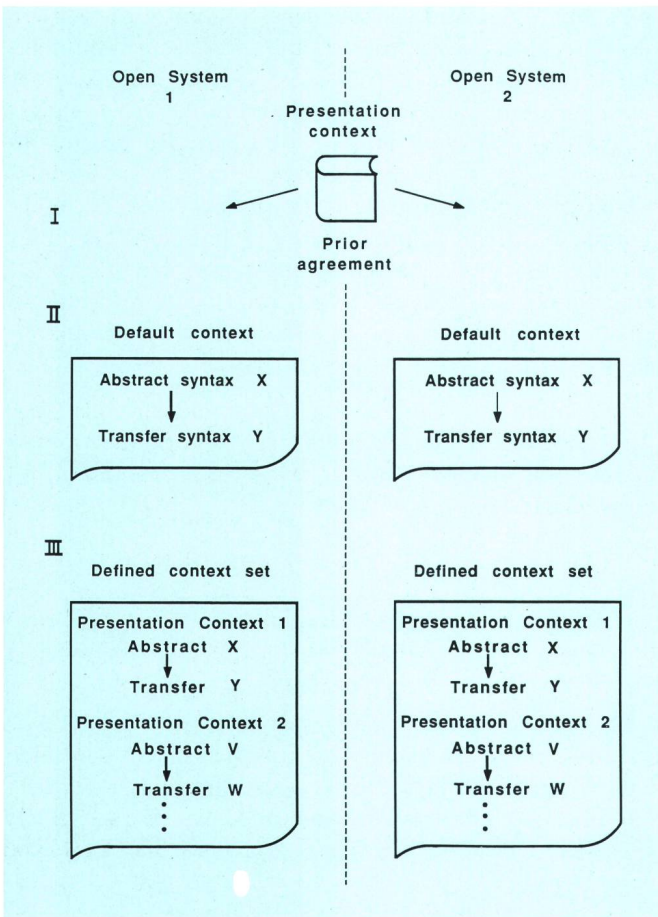 Open System
1
Open System
2
Presentation
context
I
Prior
agreement
II
Default context
Default context
Abstract syntax X
Transfer syntax Y
Abstract syntax X
Transfer syntax Y
III
Defined context set
Defined context set
Presentation Context 1
Abstract X
Transfer Y
Presentation Context 2
Abstract V
Transfer W
Presentation Context 1
Abstract X
Transfer Y
Presentation Context 2
Abstract V
Transfer W